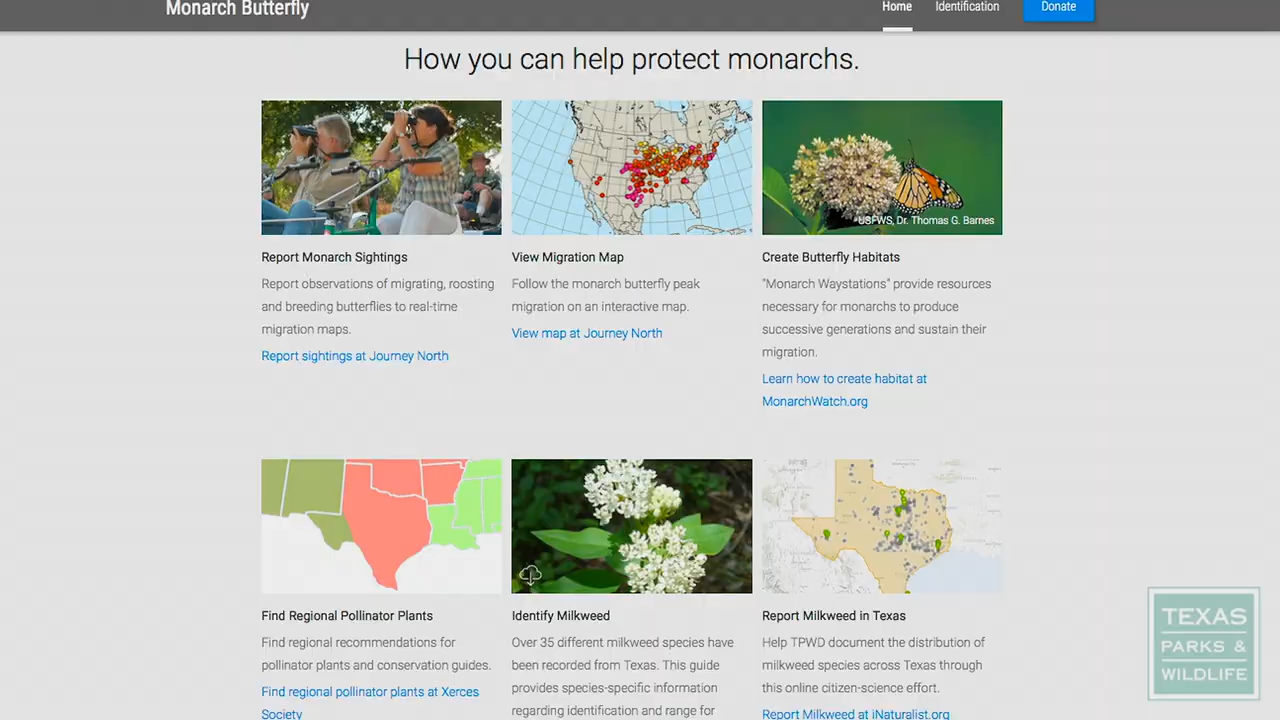 Monarch Butterfly
Home
Identification
Donate
How you can help protect monarchs.
USFWS, Dr. Thomas G. Barnes
Report Monarch Sightings
Report observations of migrating, roosting
and breeding butterflies to real-time
migration maps.
Report sightings at Journey North
View Migration Map
Follow the monarch butterfly peak
migration on an interactive map.
View map at Journey North
Create Butterfly Habitats
"Monarch Waystations" provide resources
necessary for monarchs to produce
successive generations and sustain their
migration.
Learn how to create habitat at
MonarchWatch.org
Find Regional Pollinator Plants
Find regional recommendations for
pollinator plants and conservation guides.
Find regional pollinator plants at Xerces
Society
Identify Milkweed
Over 35 different milkweed species have
been recorded from Texas. This guide
provides species-specific information
regarding identification and range for
Report Milkweed in Texas
Help TPWD document the distribution of
milkweed species across Texas through
this online citizen-science effort.
Report Milkweed at iNaturalist.org
TEXAS
PARKS &
WILDLIFE